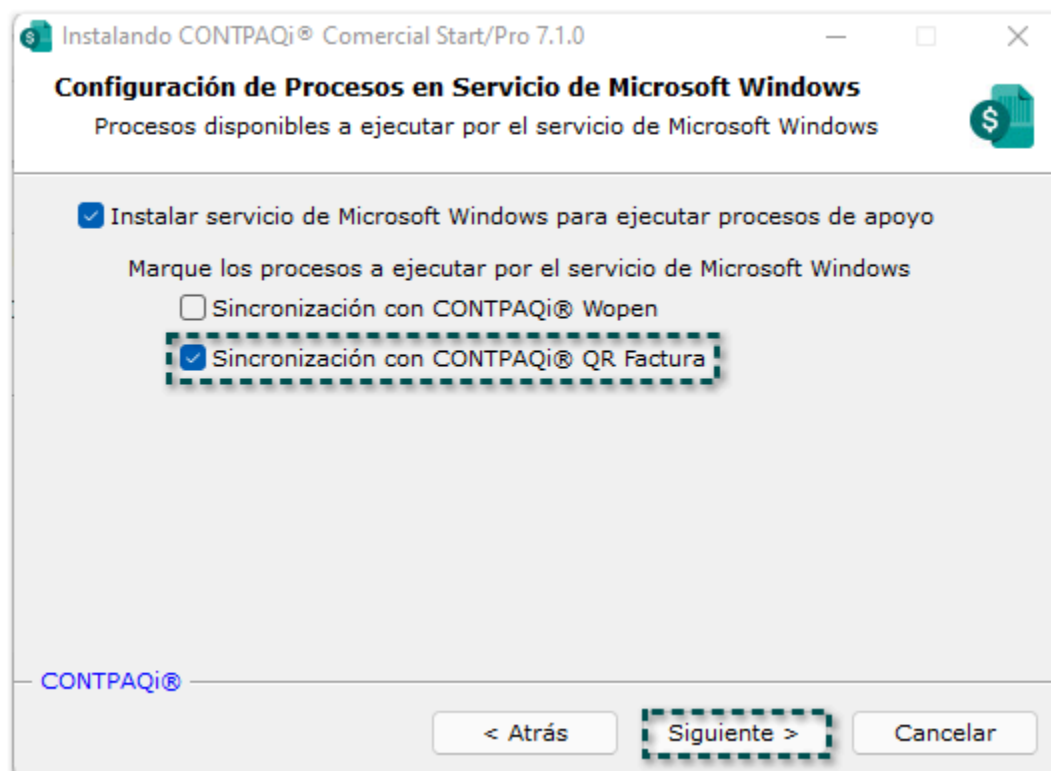 Instalando CONTPAQi® Comercial Start/Pro 7.1.0
Configuración de Procesos en Servicio de Microsoft Windows
Procesos disponibles a ejecutar por el servicio de Microsoft Windows
Instalar servicio de Microsoft Windows para ejecutar procesos de apoyo
Marque los procesos a ejecutar por el servicio de Microsoft Windows
Sincronización con CONTPAQi® Wopen
Sincronización con CONTPAQi® QR Factura
CONTPAQi®
< Atrás
Siguiente >
Cancelar